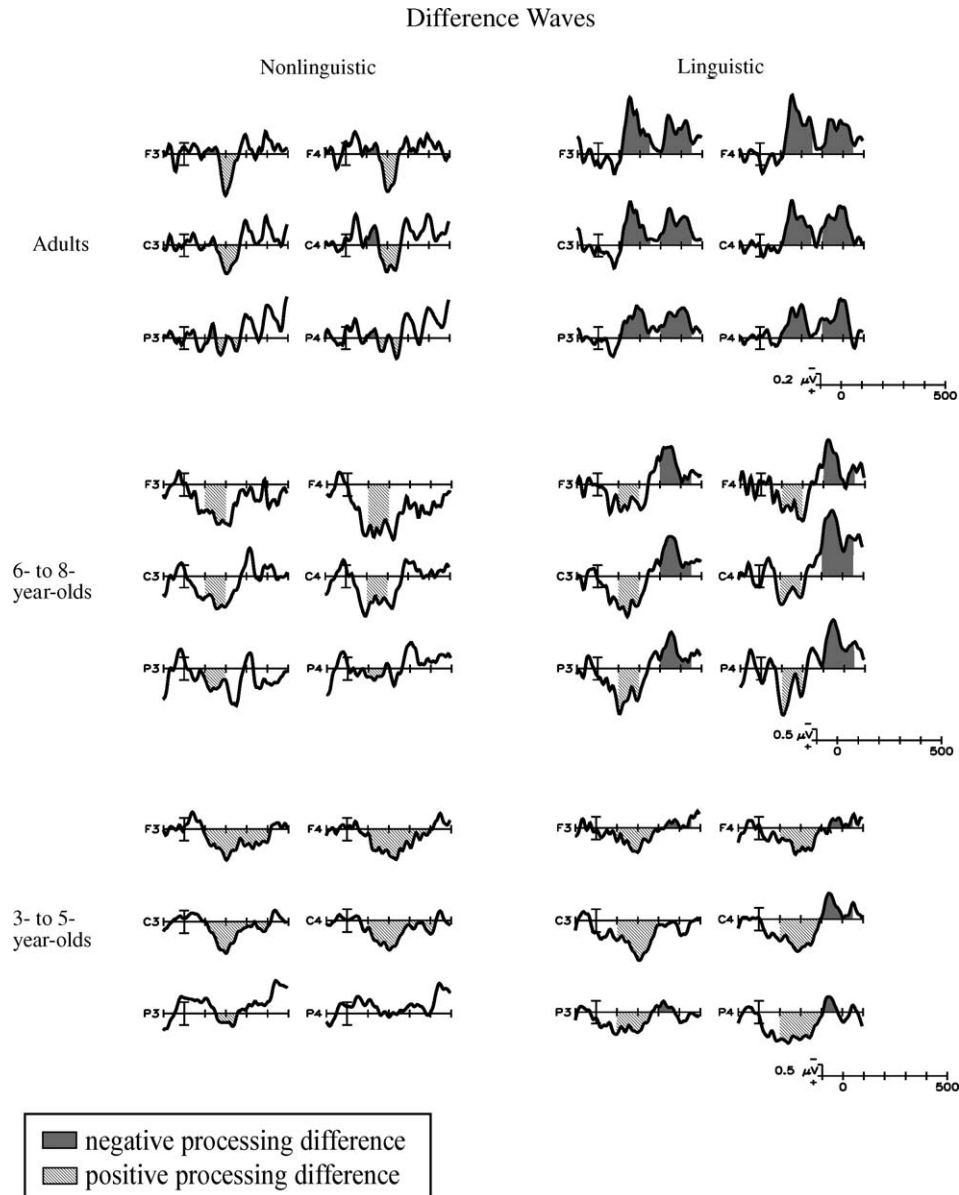 Difference Waves
Nonlinguistic Linguistic
F3 F4 F3 F4
Adults C3 C4 C3 C4
P3 P4 P3 P4
0.2 μV - + 0 500
F3 F4 F3 F4
6- to 8-
year-olds
C3 C4 C3 C4
P3 P4 P3 P4
0.5 μV - + 0 500
F3 F4 F3 F4
3- to 5-
year-olds
C3 C4 C3 C4
P3 P4 P3 P4
0.5 μV - + 0 500
negative processing difference
positive processing difference